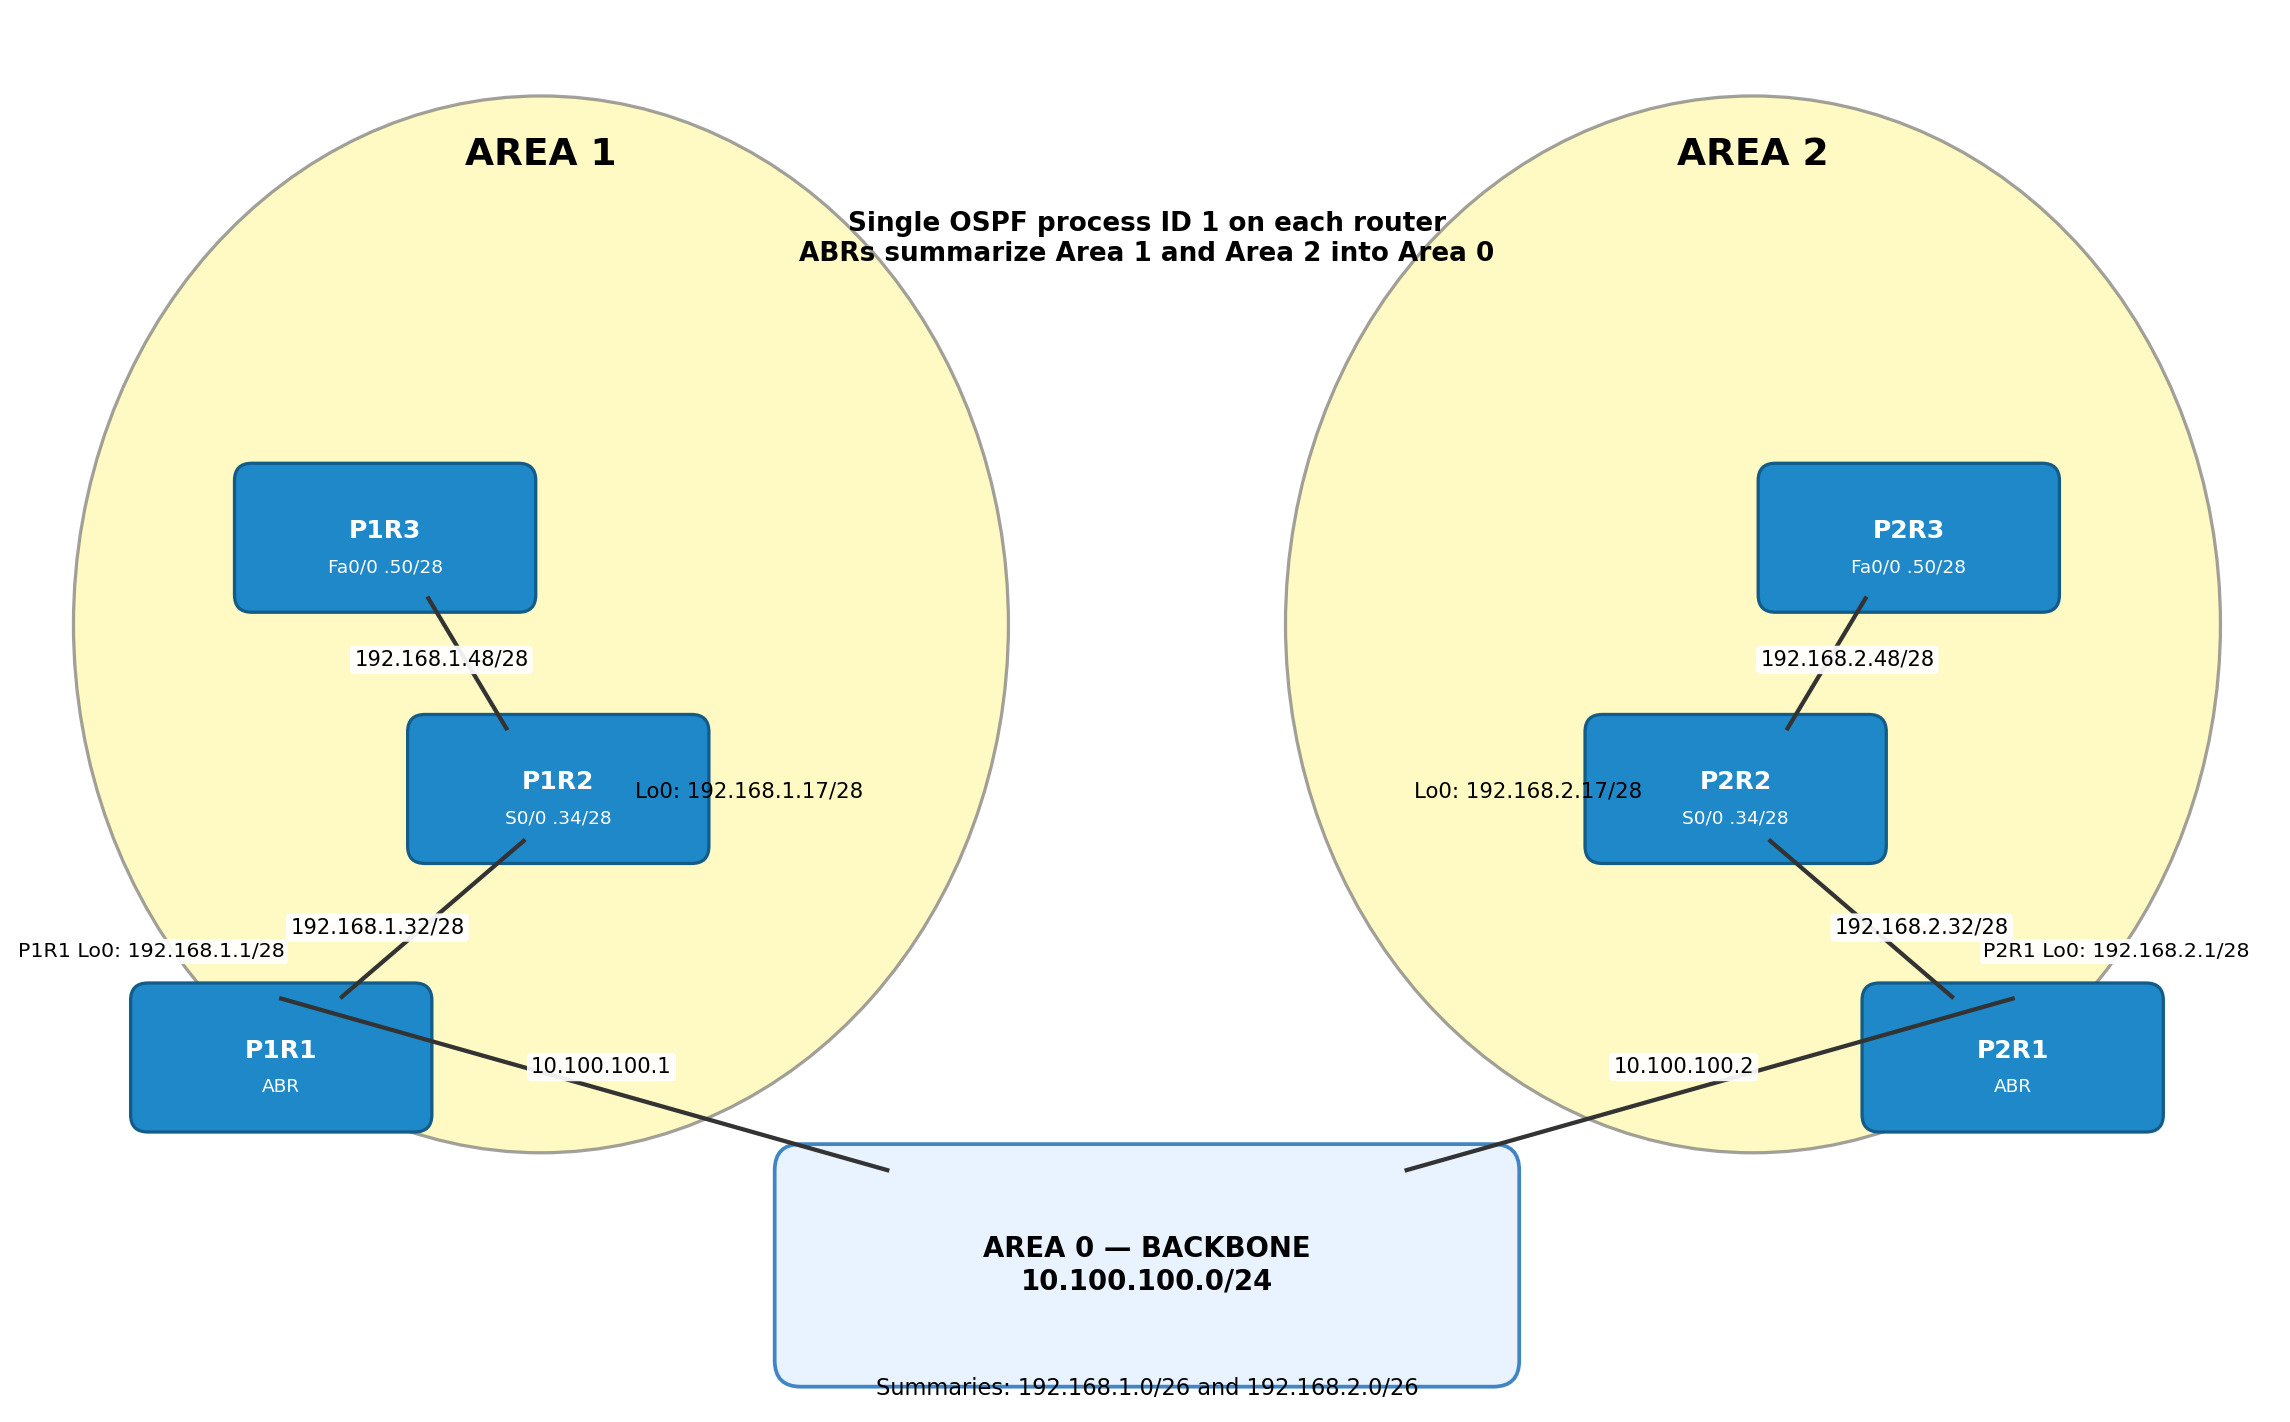 AREA 1
AREA 2
Single OSPF process ID 1 on each router
ABRs summarize Area 1 and Area 2 into Area 0
P1R3
Fa0/0 .50/28
P2R3
Fa0/0 .50/28
192.168.1.48/28
192.168.2.48/28
P1R2
S0/0 .34/28
Lo0: 192.168.1.17/28
Lo0: 192.168.2.17/28
P2R2
S0/0 .34/28
192.168.1.32/28
192.168.2.32/28
P1R1 Lo0: 192.168.1.1/28
P2R1 Lo0: 192.168.2.1/28
P1R1
ABR
10.100.100.1
10.100.100.2
P2R1
ABR
AREA 0 — BACKBONE
10.100.100.0/24
Summaries: 192.168.1.0/26 and 192.168.2.0/26